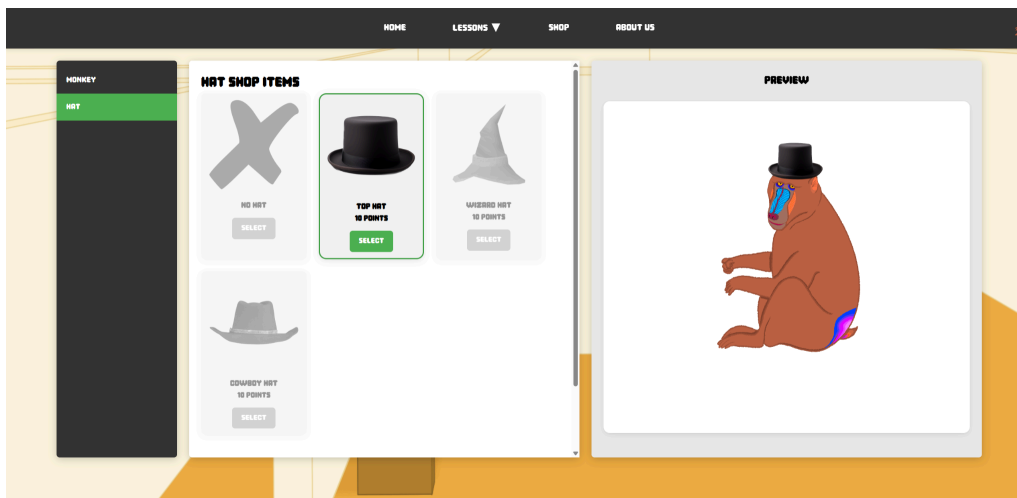 HOME
LESSONS ▼
SHOP
ABOUT US
MONKEY
HAT
HAT SHOP ITEMS
NO HAT
SELECT
TOP HAT
10 POINTS
SELECT
WIZARD HAT
10 POINTS
SELECT
COWBOY HAT
10 POINTS
SELECT
PREVIEW